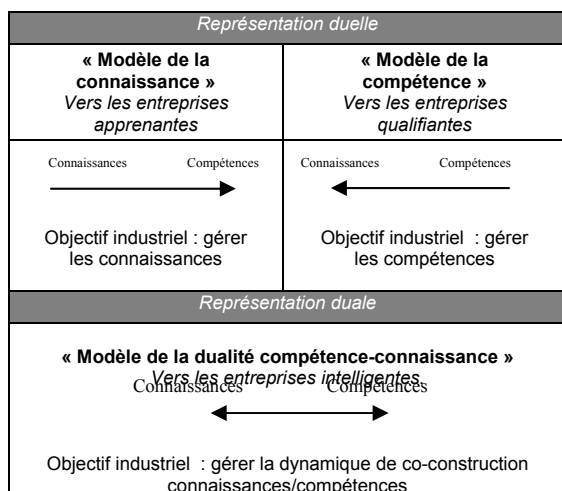 Représentation duelle
« Modèle de la
connaissance »
Vers les entreprises
apprenantes
« Modèle de la
compétence »
Vers les entreprises
qualifiantes
Connaissances Compétences
Objectif industriel : gérer
les connaissances
Connaissances Compétences
Objectif industriel : gérer
les compétences
Représentation duale
« Modèle de la dualité compétence-connaissance »
Vers les entreprises intelligentes.
Connaissances Compétences
Objectif industriel : gérer la dynamique de co-construction
connaissances/compétences